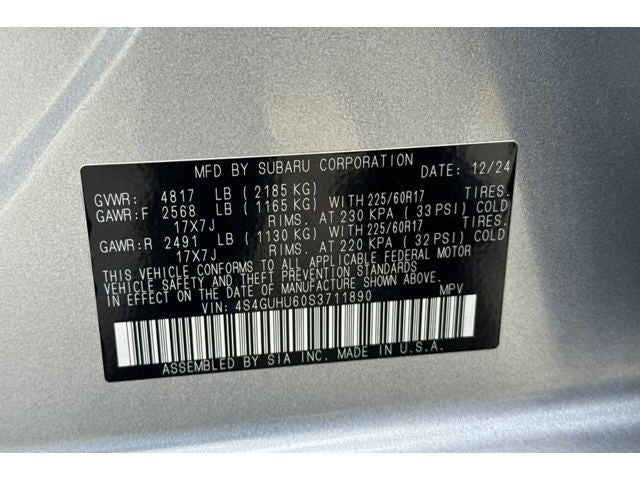 MFD BY SUBARU CORPORATION DATE: 12/24
GVWR: 4817 LB ( 2185 KG)
GAWR:F 2568 LB ( 1165 KG) WITH 225/60R17 TIRES.
17X7J RIMS. AT 230 KPA ( 33 PSI) COLD
GAWR:R 2491 LB ( 1130 KG) WITH 225/60R17 TIRES.
17X7J RIMS. AT 220 KPA ( 32 PSI) COLD
THIS VEHICLE CONFORMS TO ALL APPLICABLE FEDERAL MOTOR
VEHICLE SAFETY AND THEFT PREVENTION STANDARDS IN EFFECT
ON THE DATE OF MANUFACTURE SHOWN ABOVE.
VIN: 4S4GUHU60S3711890 MPV
ASSEMBLED BY SIA INC. MADE IN U.S.A.